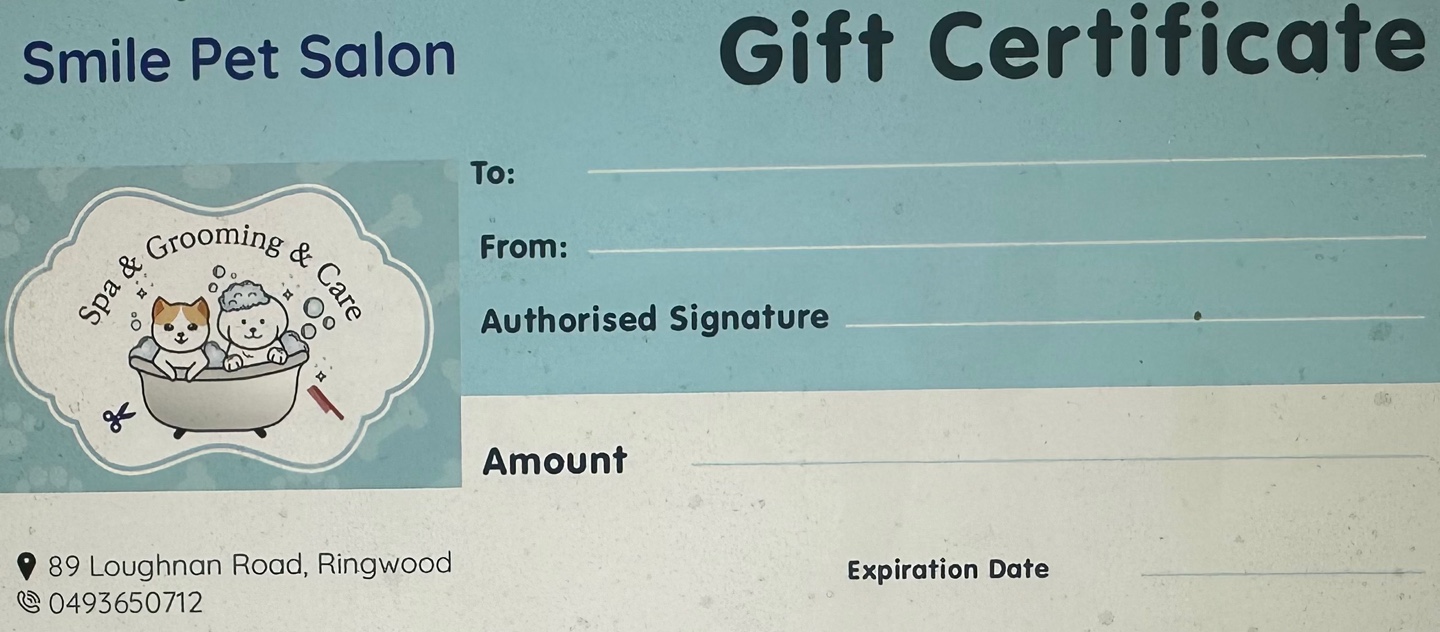 Smile Pet Salon
Gift Certificate
Spa & Grooming & Care
To:
From:
Authorised Signature
Amount
89 Loughnan Road, Ringwood
0493650712
Expiration Date